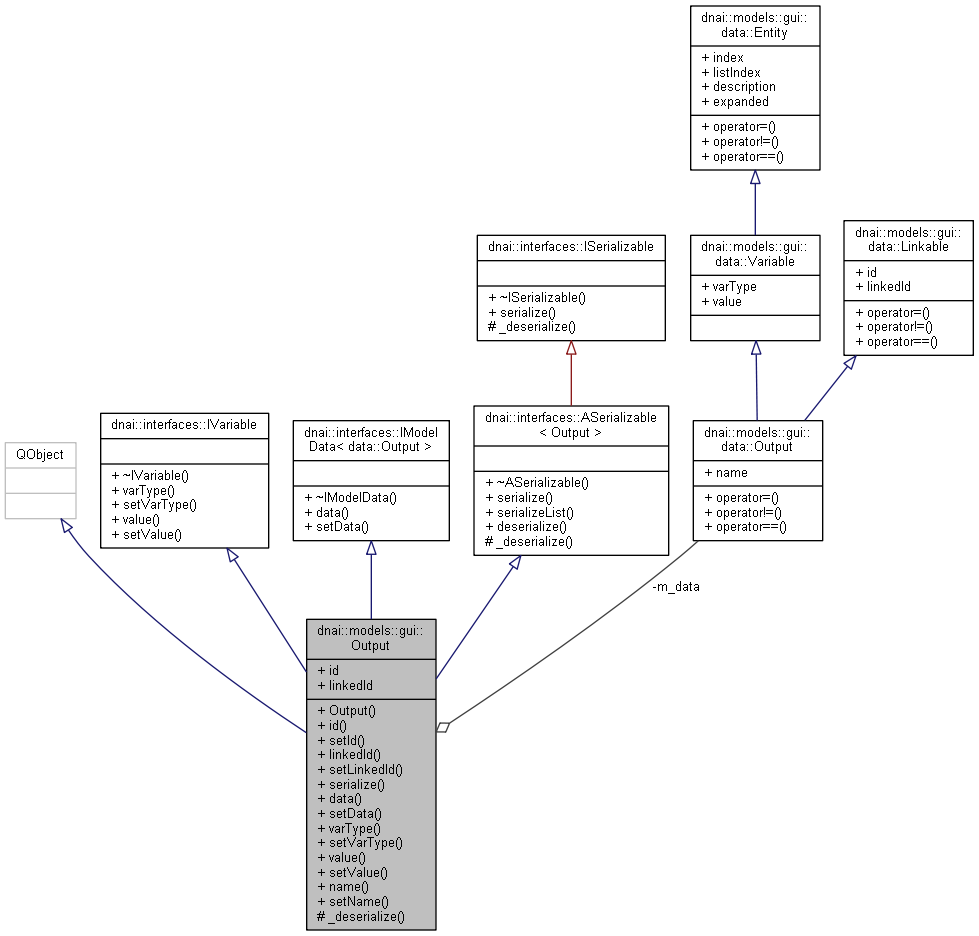 dnai::models::gui::
data::Entity
+ index
+ listIndex
+ description
+ expanded
+ operator=()
+ operator!=()
+ operator==()
dnai::interfaces::ISerializable
+ ~ISerializable()
+ serialize()
# _deserialize()
dnai::models::gui::
data::Variable
+ varType
+ value
dnai::models::gui::
data::Linkable
+ id
+ linkedId
+ operator=()
+ operator!=()
+ operator==()
QObject
dnai::interfaces::IVariable
+ ~IVariable()
+ varType()
+ setVarType()
+ value()
+ setValue()
dnai::interfaces::IModel
Data< data::Output >
+ ~IModelData()
+ data()
+ setData()
dnai::interfaces::ASerializable
< Output >
+ ~ASerializable()
+ serialize()
+ serializeList()
+ deserialize()
# _deserialize()
dnai::models::gui::
data::Output
+ name
+ operator=()
+ operator!=()
+ operator==()
-m_data
dnai::models::gui::
Output
+ id
+ linkedId
+ Output()
+ id()
+ setId()
+ linkedId()
+ setLinkedId()
+ serialize()
+ data()
+ setData()
+ varType()
+ setVarType()
+ value()
+ setValue()
+ name()
+ setName()
# _deserialize()